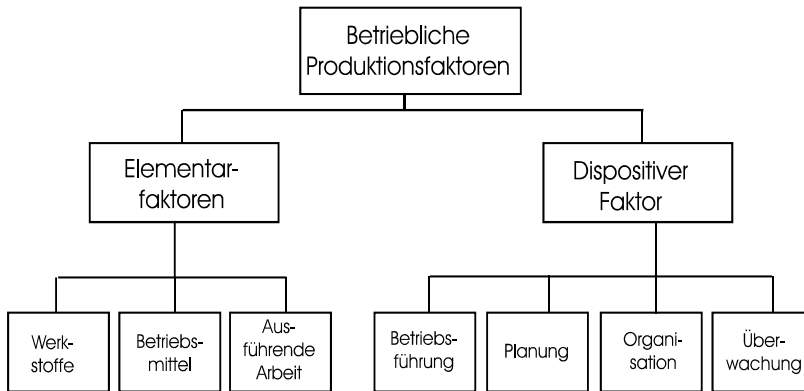 Betriebliche
Produktionsfaktoren
Elementar-
faktoren
Dispositiver
Faktor
Werk-
stoffe
Betriebs-
mittel
Aus-
führende
Arbeit
Betriebs-
führung
Planung
Organi-
sation
Über-
wachung